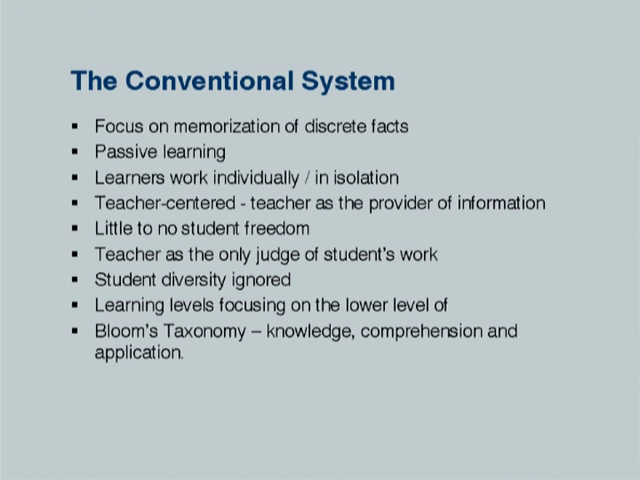 The Conventional System
▪ Focus on memorization of discrete facts
▪ Passive learning
▪ Learners work individually / in isolation
▪ Teacher-centered - teacher as the provider of information
▪ Little to no student freedom
▪ Teacher as the only judge of student's work
▪ Student diversity ignored
▪ Learning levels focusing on the lower level of
▪ Bloom's Taxonomy – knowledge, comprehension and
application.